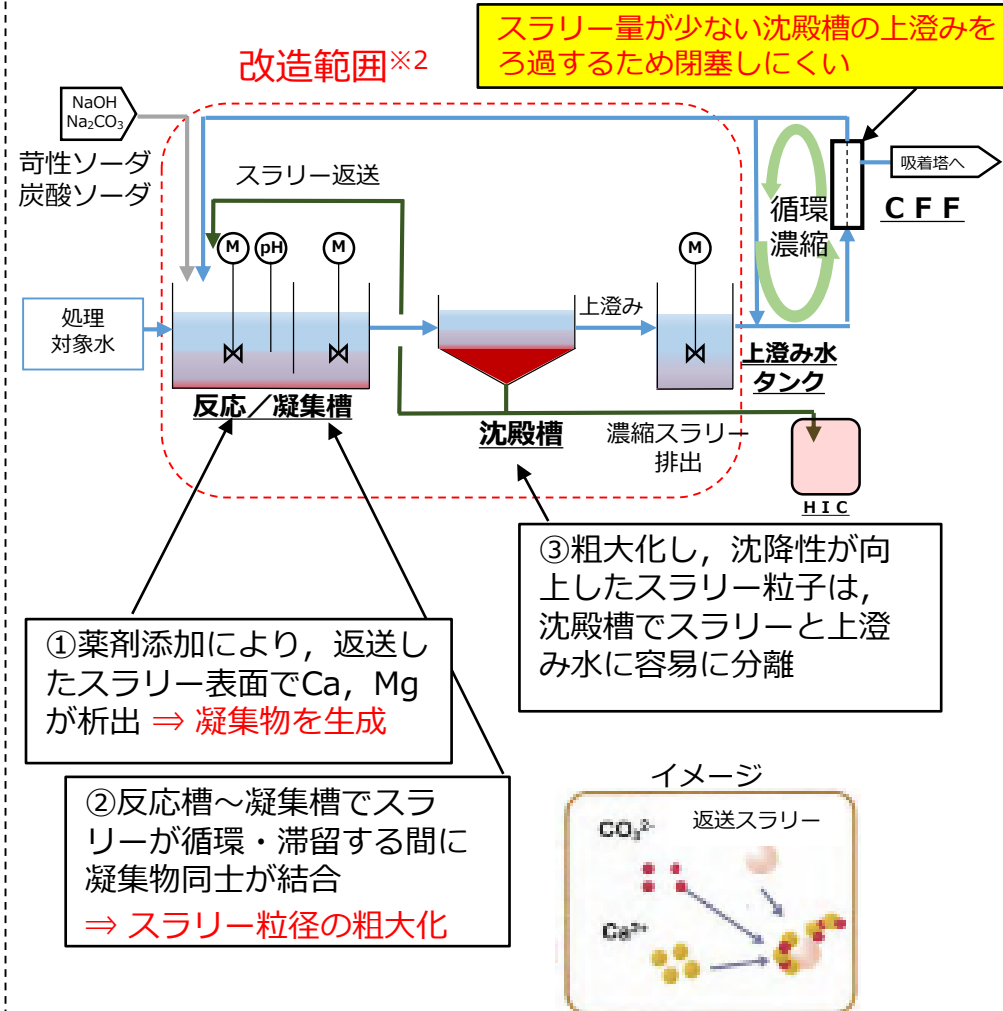 スラリー量が少ない沈殿槽の上澄みを
ろ過するため閉塞しにくい
改造範囲※2
NaOH
Na₂CO₃
苛性ソーダ
炭酸ソーダ
スラリー返送
吸着塔へ
循環
濃縮
CFF
M
pH
M
M
処理
対象水
上澄み
上澄み水
タンク
反応／凝集槽
沈殿槽
濃縮スラリー
排出
HIC
③粗大化し，沈降性が向
上したスラリー粒子は，
沈殿槽でスラリーと上澄
み水に容易に分離
①薬剤添加により，返送し
たスラリー表面でCa，Mg
が析出 ⇒ 凝集物を生成
②反応槽～凝集槽でスラ
リーが循環・滞留する間に
凝集物同士が結合
⇒ スラリー粒径の粗大化
イメージ
CO₃²⁻
返送スラリー
Ca²⁺